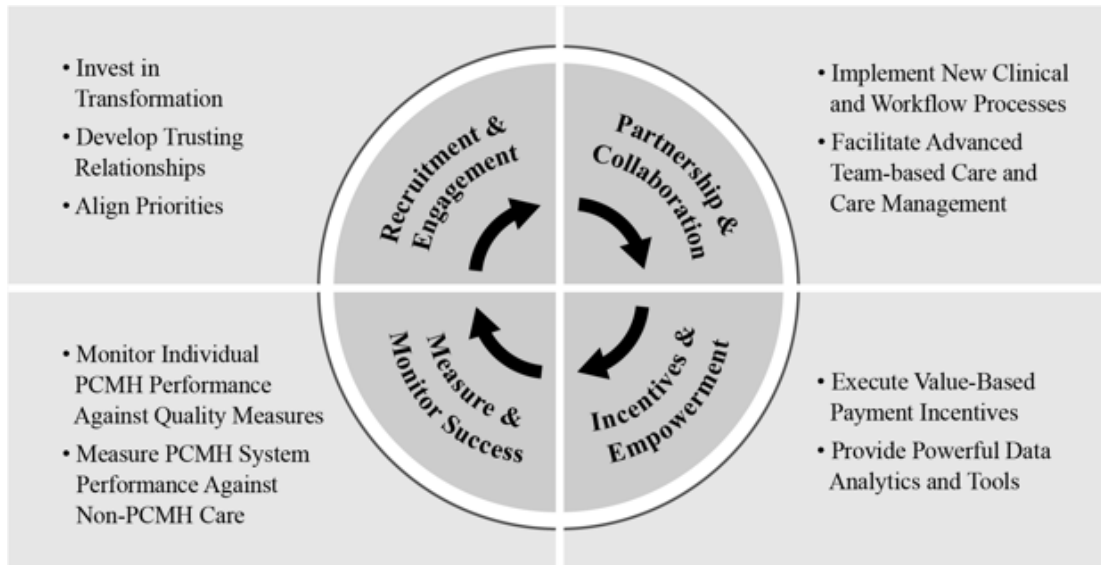 • Invest in
Transformation
• Develop Trusting
Relationships
• Align Priorities
Recruitment &
Engagement
Partnership &
Collaboration
• Implement New Clinical
and Workflow Processes
• Facilitate Advanced
Team-based Care and
Care Management
• Monitor Individual
PCMH Performance
Against Quality Measures
• Measure PCMH System
Performance Against
Non-PCMH Care
Measure &
Monitor Success
Incentives &
Empowerment
• Execute Value-Based
Payment Incentives
• Provide Powerful Data
Analytics and Tools